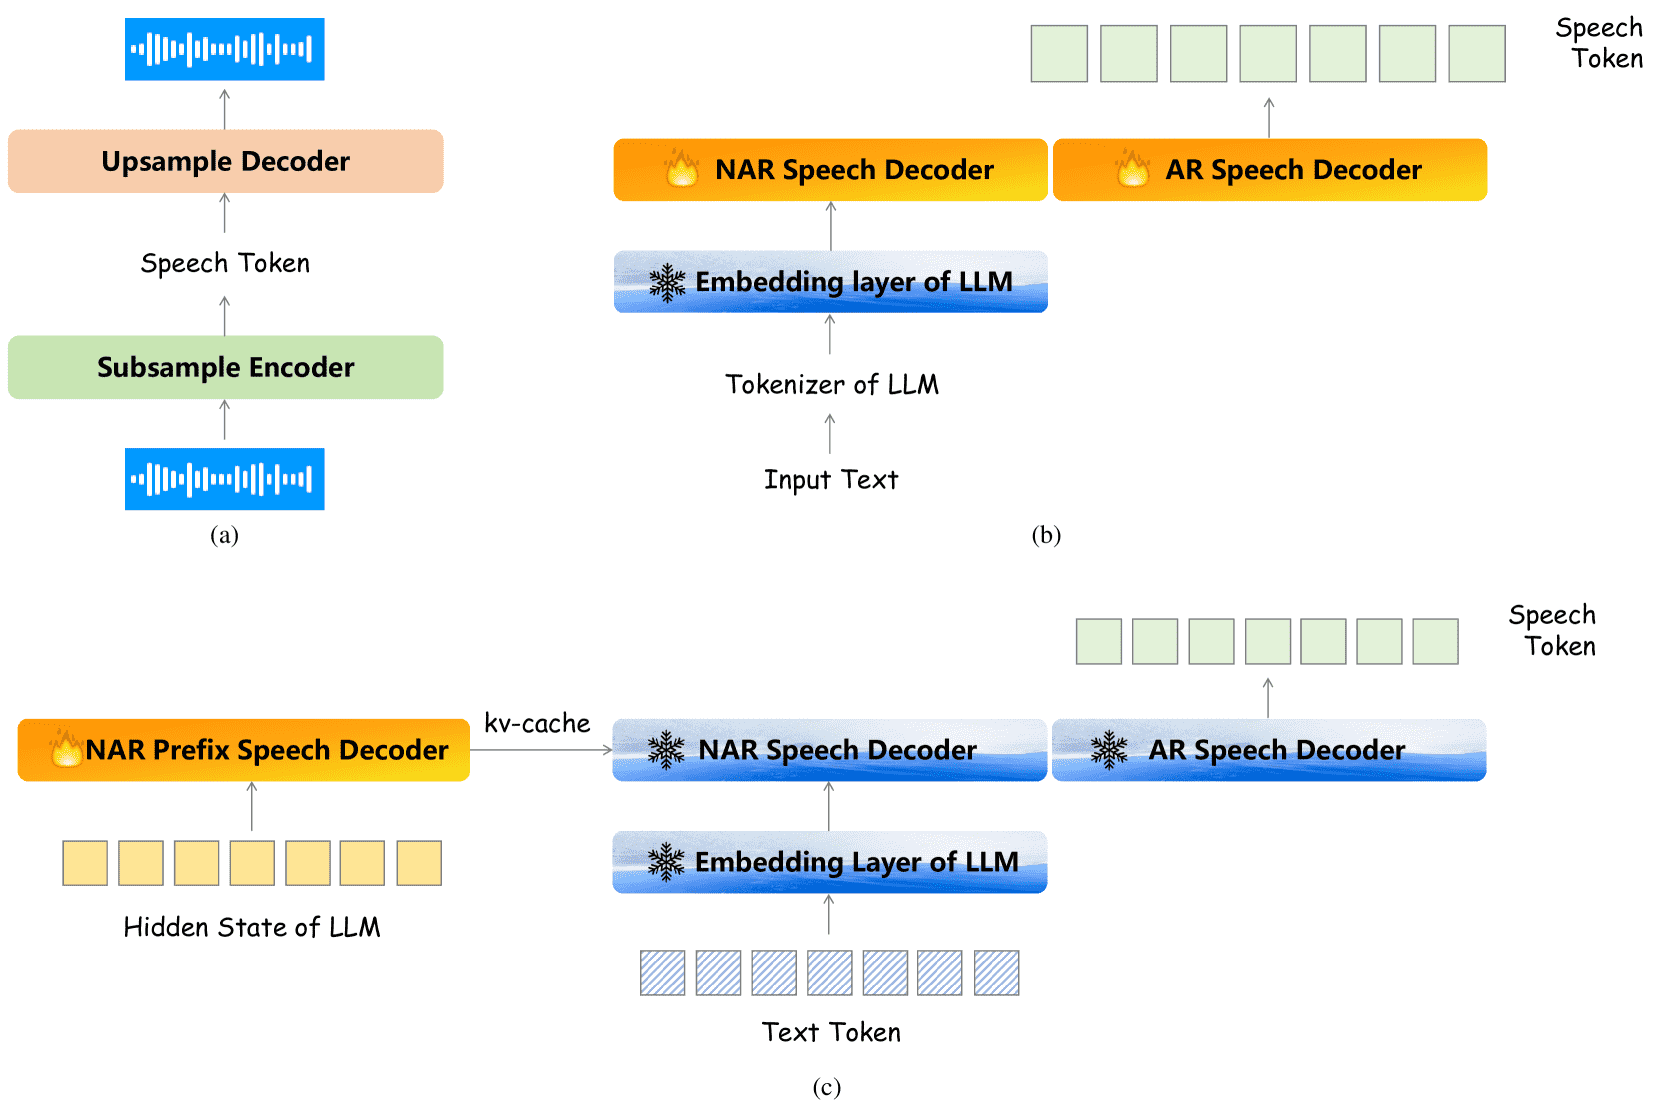 Upsample Decoder
Speech Token
Subsample Encoder
(a)
Speech
Token
NAR Speech Decoder
AR Speech Decoder
Embedding layer of LLM
Tokenizer of LLM
Input Text
(b)
Speech
Token
NAR Prefix Speech Decoder
kv-cache
NAR Speech Decoder
AR Speech Decoder
Hidden State of LLM
Embedding Layer of LLM
Text Token
(c)